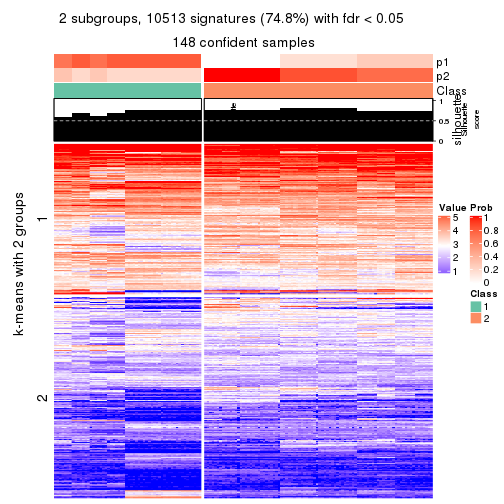 2 subgroups, 10513 signatures (74.8%) with fdr < 0.05
148 confident samples
p1
p2
Class
1
0.5
0
silhouette
Silhouette
score
k-means with 2 groups
1
2
Value
5
4
3
2
1
Prob
1
0.8
0.6
0.4
0.2
0
Class
1
2